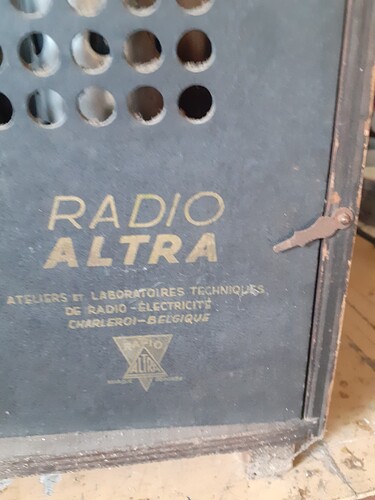 RADIO
ALTRA
ATELIERS ET LABORATOIRES TECHNIQUES
DE RADIO-ÉLECTRICITÉ
CHARLEROI-BELGIQUE
RADIO
ALTRA